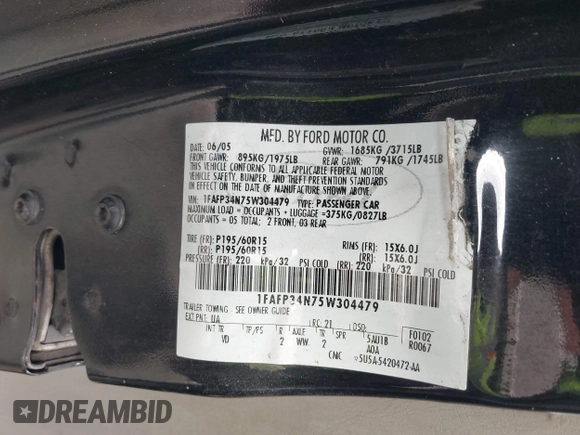 MFD. BY FORD MOTOR CO.
DATE: 06/05 GVWR: 1685KG /3715LB
FRONT GAWR: 895KG/1975LB REAR GAWR: 791KG /1745LB
THIS VEHICLE CONFORMS TO ALL APPLICABLE FEDERAL MOTOR
VEHICLE SAFETY, BUMPER, AND THEFT PREVENTION STANDARDS
IN EFFECT ON THE DATE OF MANUFACTURE SHOWN ABOVE.
VIN: 1FAFP34N75W304479 TYPE: PASSENGER CAR
MAXIMUM LOAD = OCCUPANTS + LUGGAGE =375KG/0827LB
OCCUPANTS = 05 TOTAL: 2 FRONT, 03 REAR
TIRE (FR): P195/60R15 RIMS (FR): 15X6.0J
(RR): P195/60R15 (RR): 15X6.0J
PRESSURE (FR): 220 kPa/32 PSI COLD (RR): 220 kPa/32 PSI COLD
1FAFP34N75W304479
TRAILER TOWING - SEE OWNER GUIDE
EXT PNT: UA RC: 21 DSO: F0102
INT TR TP/PS R AXLE TR SPR 5AU1B R0067
VD 2 WW. 2 A0A
CNC 5U5A-5420472-AA
DREAMBID